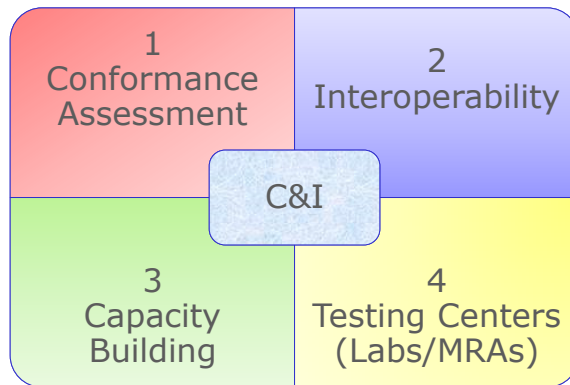 1
Conformance
Assessment
2
Interoperability
C&I
3
Capacity
Building
4
Testing Centers
(Labs/MRAs)